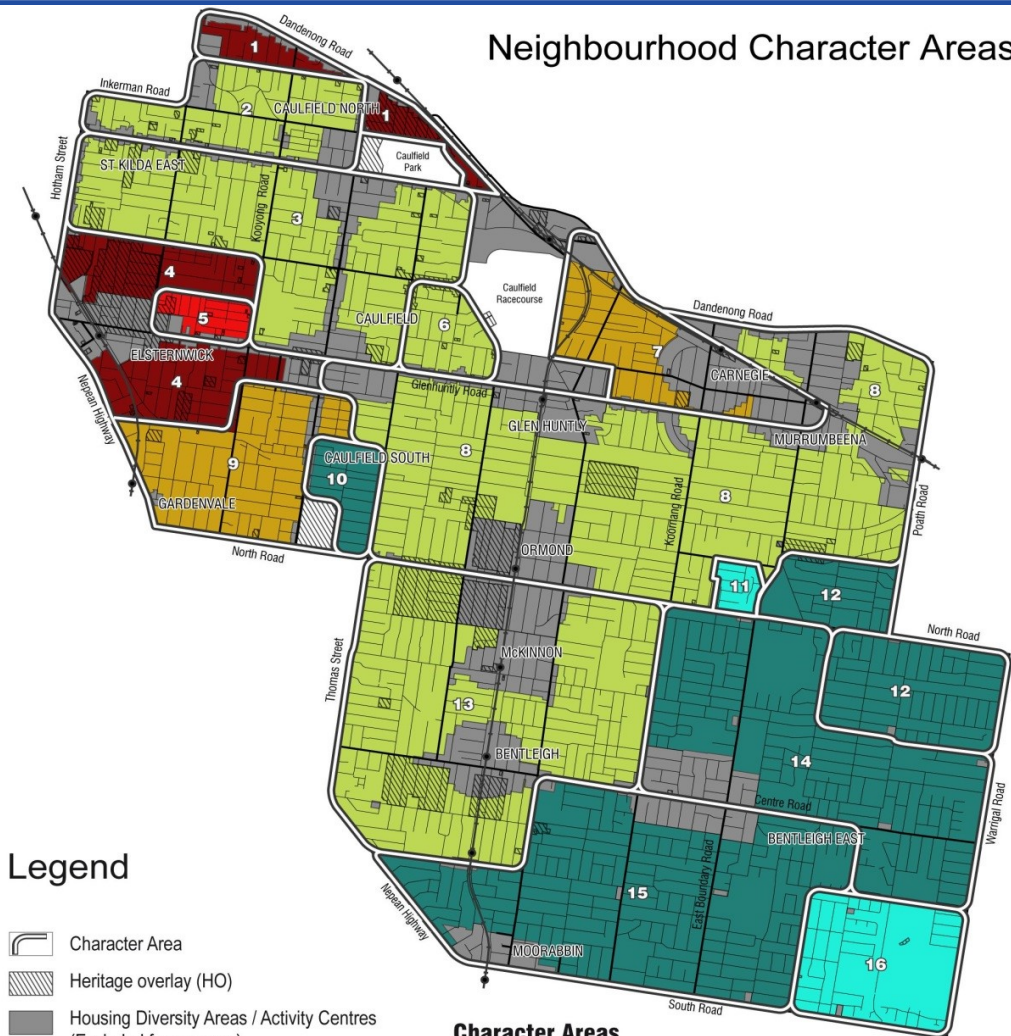 Neighbourhood Character Areas
Dandenong Road
1
Inkerman Road
2
CAULFIELD NORTH
1
Caulfield
Park
Hotham Street
ST KILDA EAST
Kooyong Road
3
4
5
CAULFIELD
6
Caulfield
Racecourse
Dandenong Road
7
CARNEGIE
8
ELSTERNWICK
4
Nepean Highway
Glenhuntly Road
GLEN HUNTLY
MURRUMBEENA
9
GARDENVALE
CAULFIELD SOUTH
10
8
8
Koornang Road
Poath Road
North Road
ORMOND
11
12
North Road
Thomas Street
McKINNON
12
13
BENTLEIGH
14
Centre Road
Warrigal Road
BENTLEIGH EAST
East Boundary Road
15
Nepean Highway
MOORABBIN
16
South Road
Legend
Character Area
Heritage overlay (HO)
Housing Diversity Areas / Activity Centres